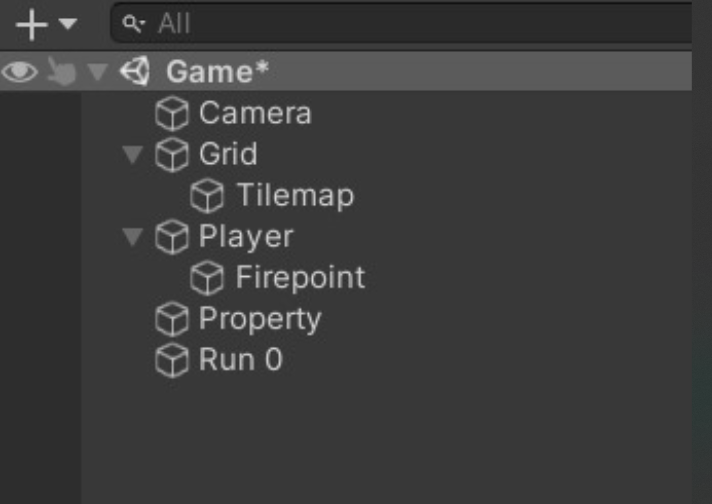 All
Game*
Camera
Grid
Tilemap
Player
Firepoint
Property
Run 0